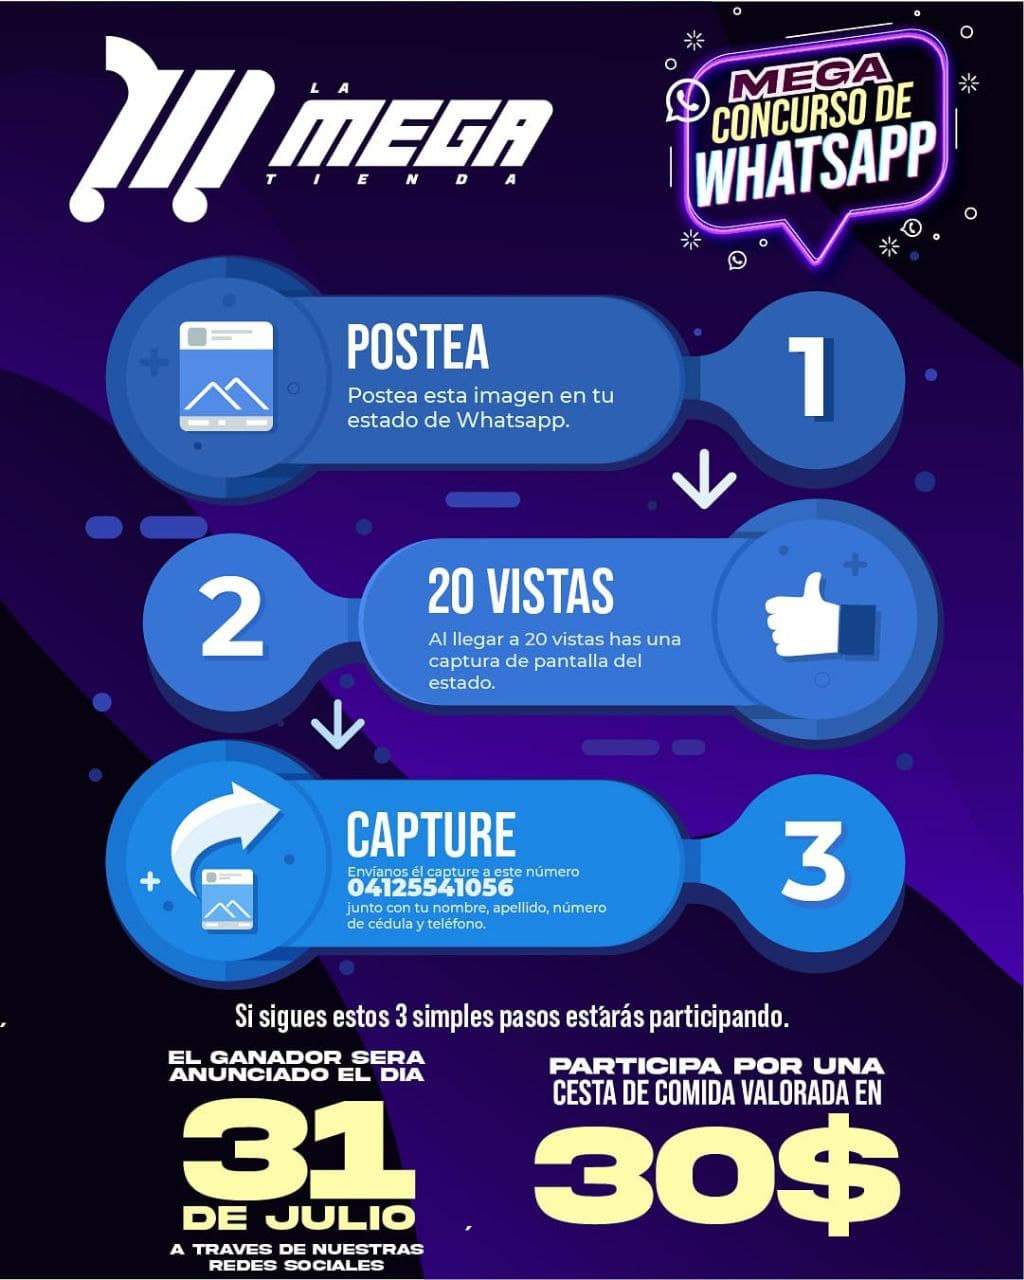 LA
MEGA
TIENDA
MEGA
CONCURSO DE
WHATSAPP
POSTEA
Postea esta imagen en tu
estado de Whatsapp.
1
2
20 VISTAS
Al llegar a 20 vistas has una
captura de pantalla del
estado.
CAPTURE
Envíanos él capture a este número
04125541056
junto con tu nombre, apellido, número
de cédula y teléfono.
3
Si sigues estos 3 simples pasos estárás participando.
EL GANADOR SERA
ANUNCIADO EL DIA
31
DE JULIO
A TRAVES DE NUESTRAS
REDES SOCIALES
PARTICIPA POR UNA
CESTA DE COMIDA VALORADA EN
30$